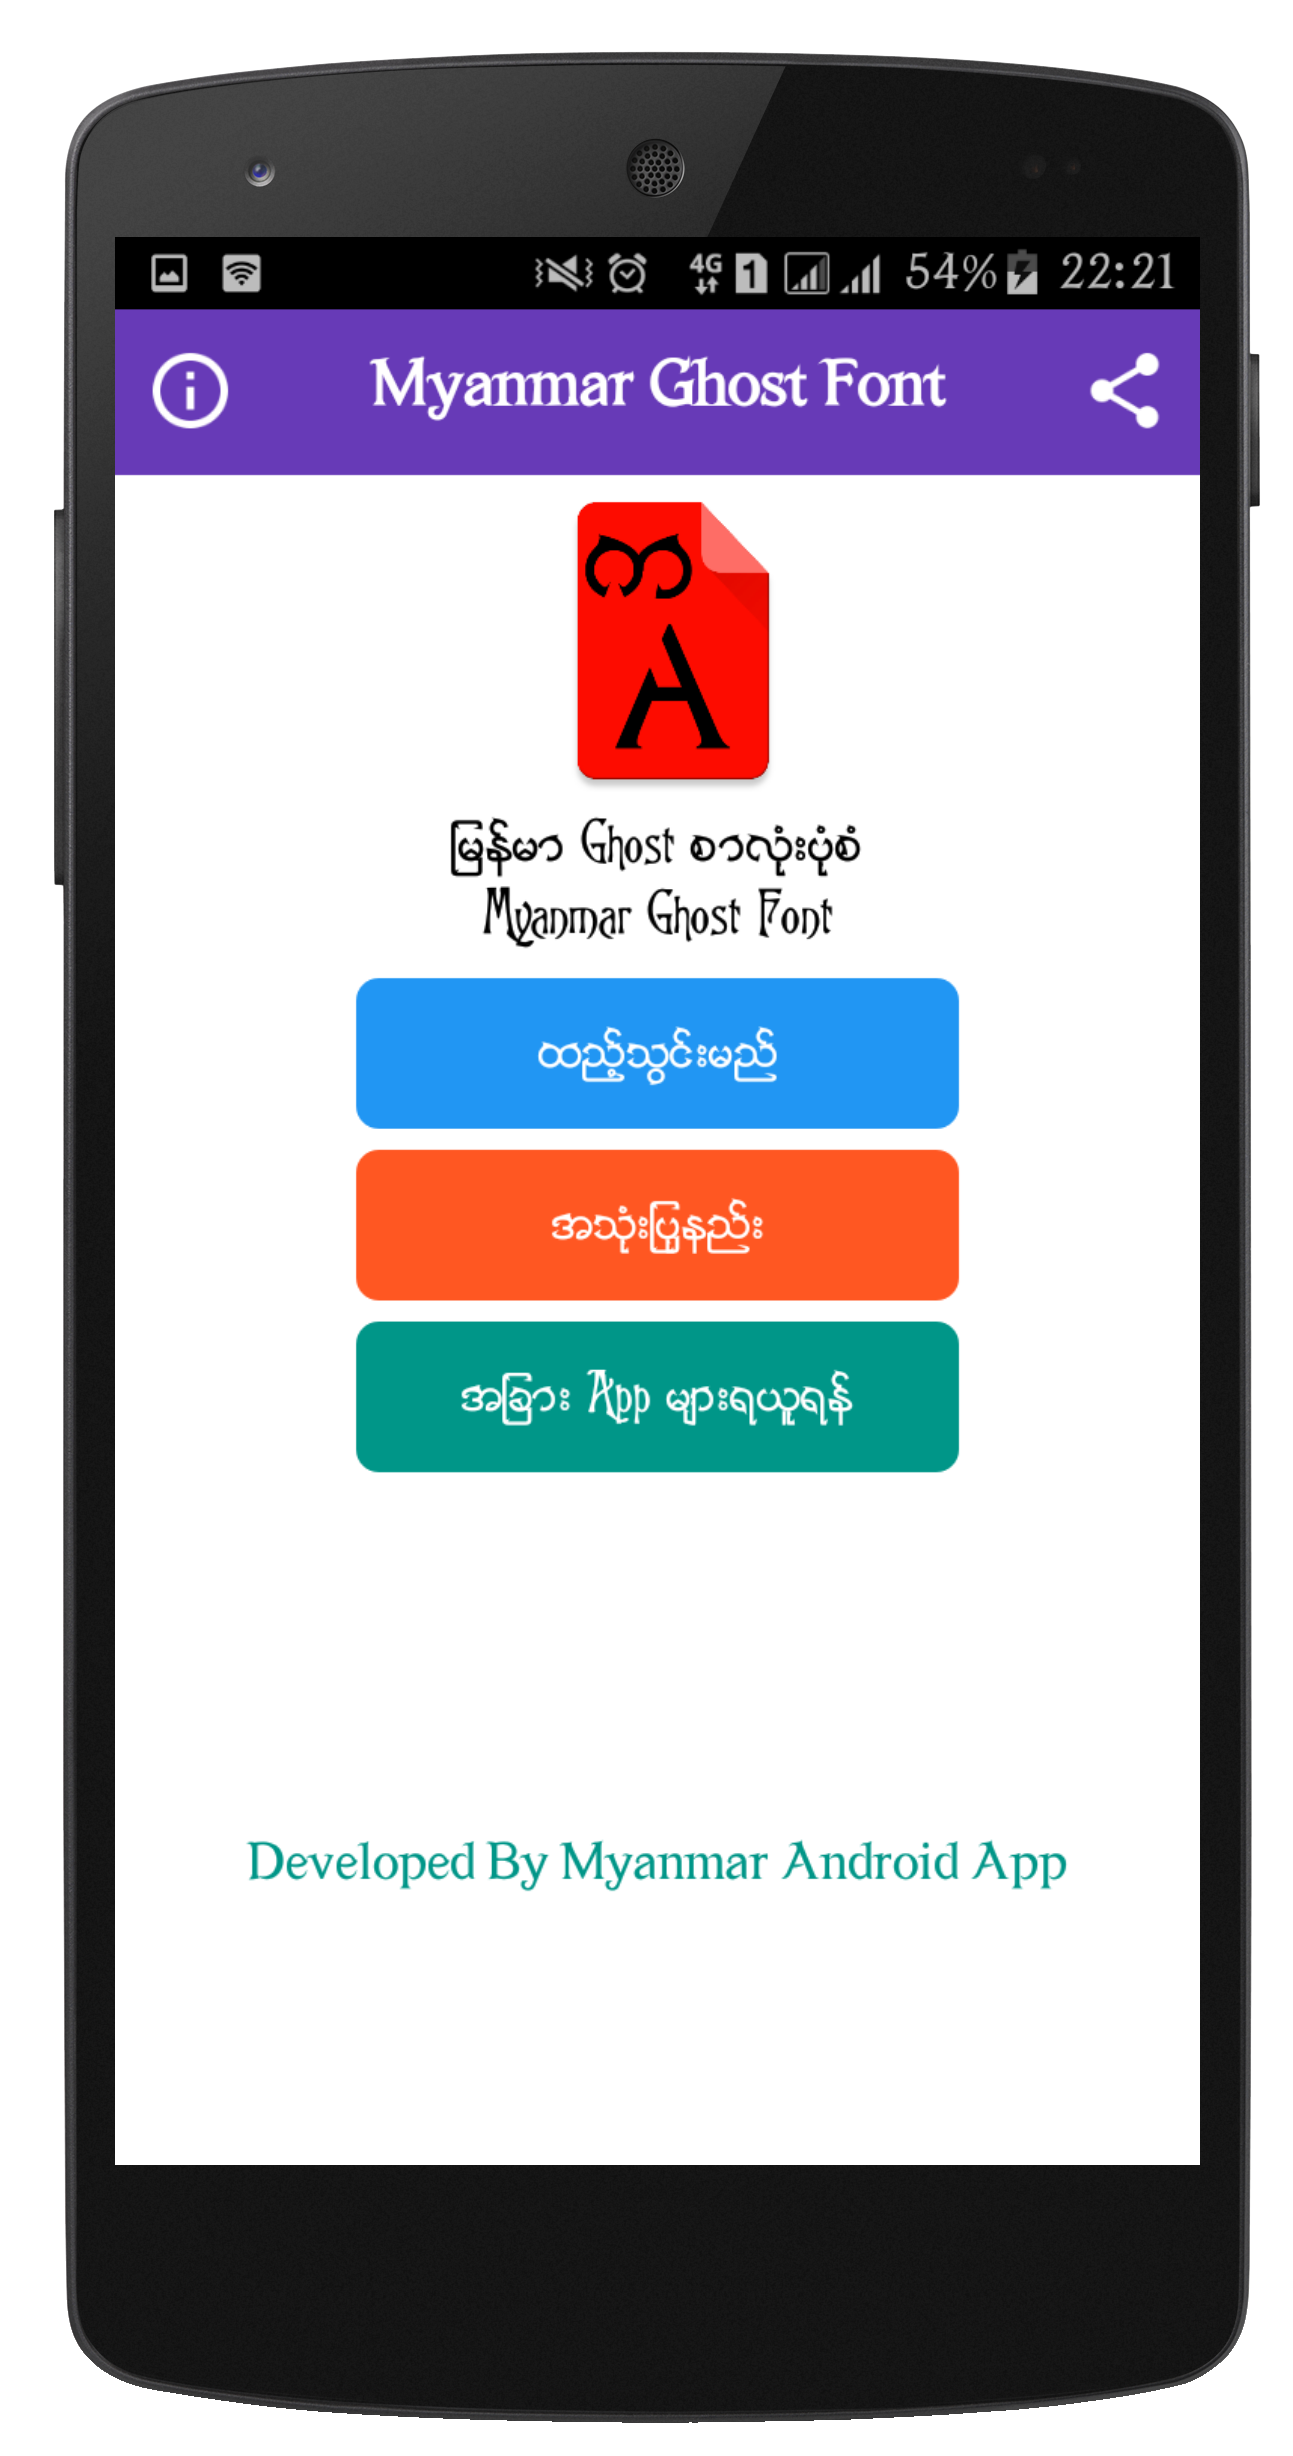 4G 1 54% 22:21
Myanmar Ghost Font
က
A
မြန်မာ Ghost စာလုံးပုံစံ
Myanmar Ghost Font
ထည့်သွင်းမည်
အသုံးပြုနည်း
အခြား App များရယူရန်
Developed By Myanmar Android App